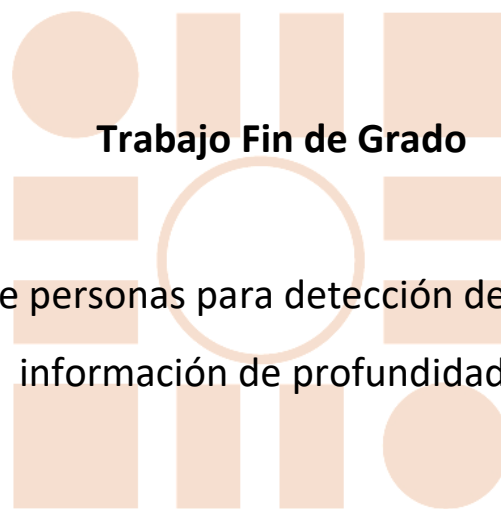 Trabajo Fin de Grado
e personas para detección de
información de profundidad